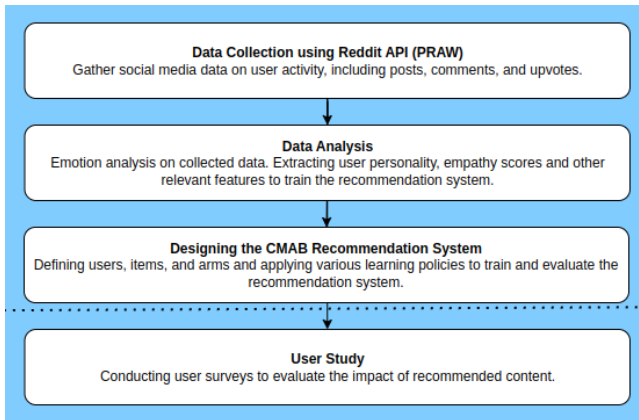 Data Collection using Reddit API (PRAW)
Gather social media data on user activity, including posts, comments, and upvotes.
Data Analysis
Emotion analysis on collected data. Extracting user personality, empathy scores and other
relevant features to train the recommendation system.
Designing the CMAB Recommendation System
Defining users, items, and arms and applying various learning policies to train and evaluate the
recommendation system.
User Study
Conducting user surveys to evaluate the impact of recommended content.